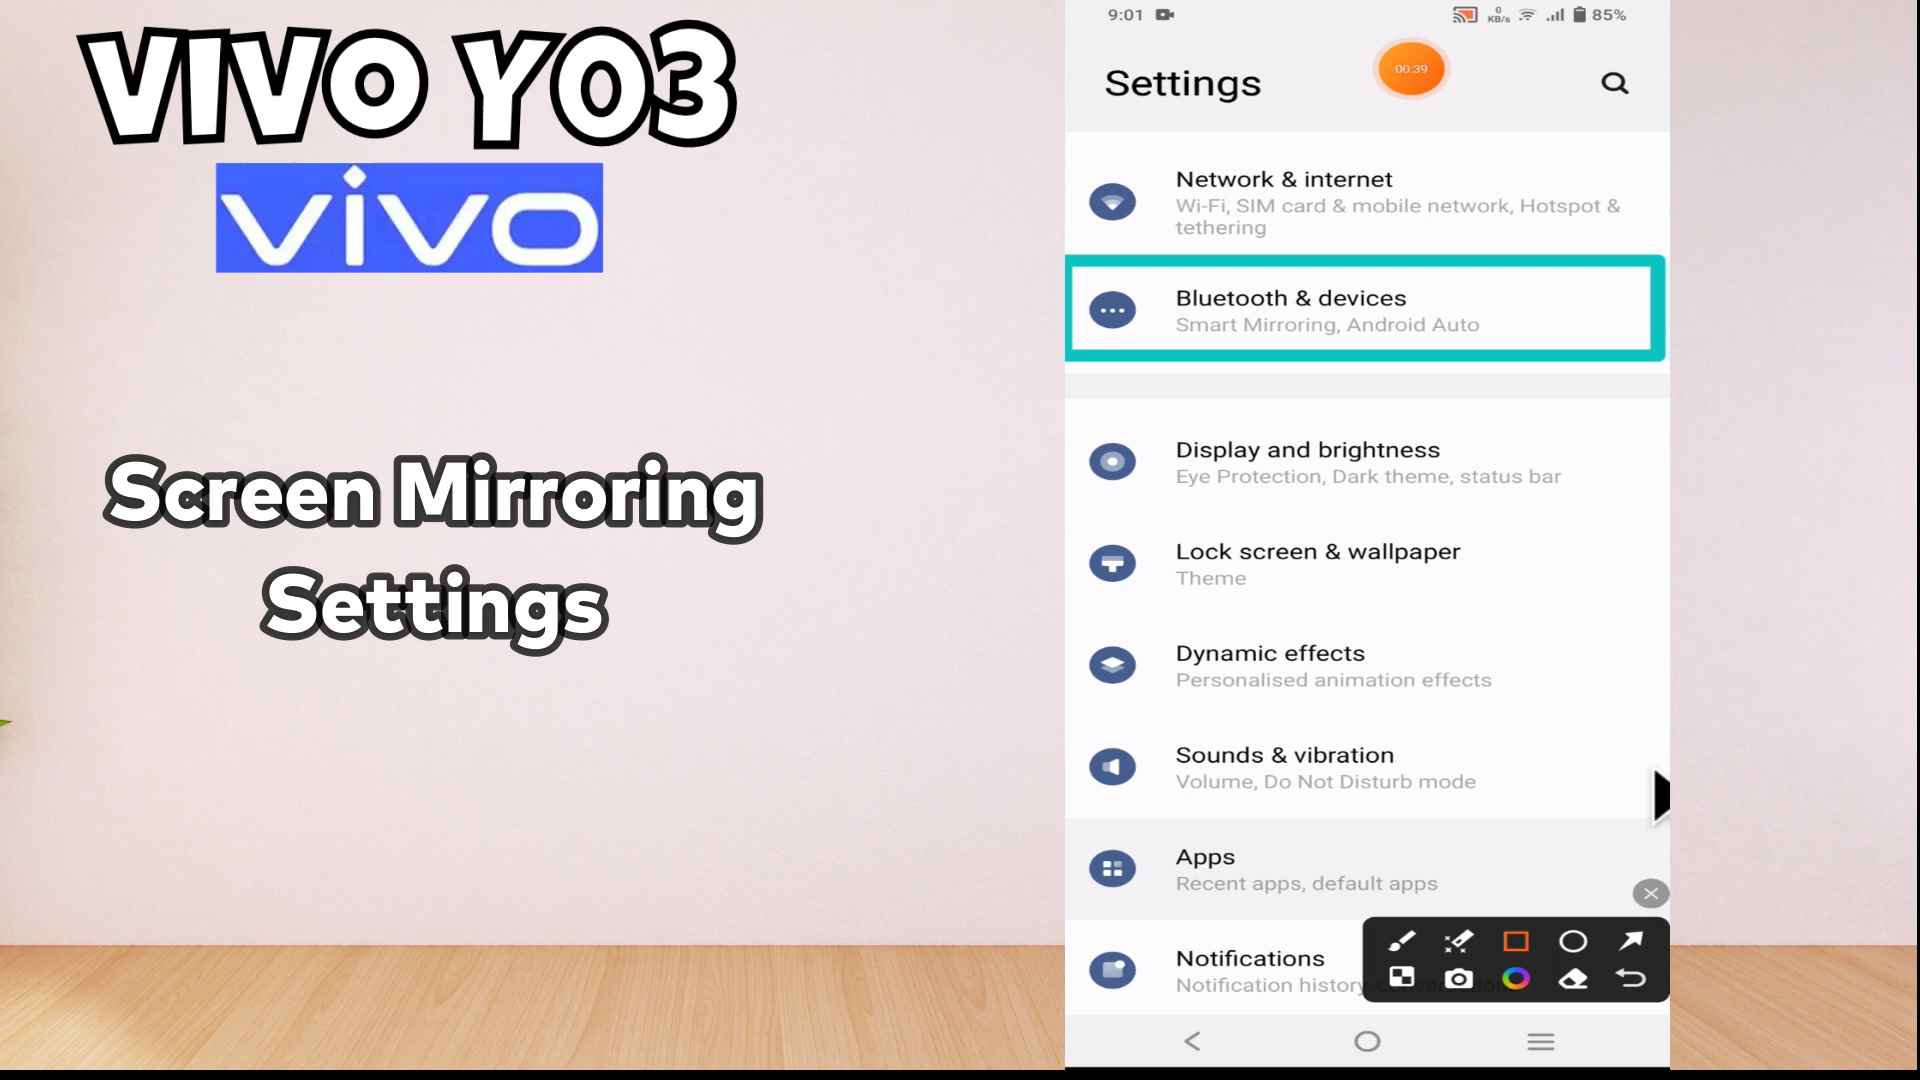 VIVO Y03
vivo
Screen Mirroring
Settings
9:01
0
KB/s
85%
Settings
00:39
Network & internet
Wi-Fi, SIM card & mobile network, Hotspot &
tethering
Bluetooth & devices
Smart Mirroring, Android Auto
Display and brightness
Eye Protection, Dark theme, status bar
Lock screen & wallpaper
Theme
Dynamic effects
Personalised animation effects
Sounds & vibration
Volume, Do Not Disturb mode
Apps
Recent apps, default apps
Notifications
Notification history,